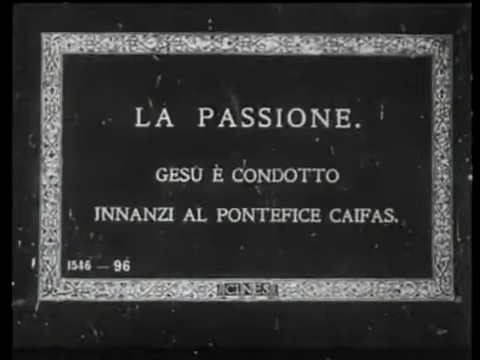 LA PASSIONE.
GESÙ È CONDOTTO
INNANZI AL PONTEFICE CAIFAS.
1546 — 96
CINES